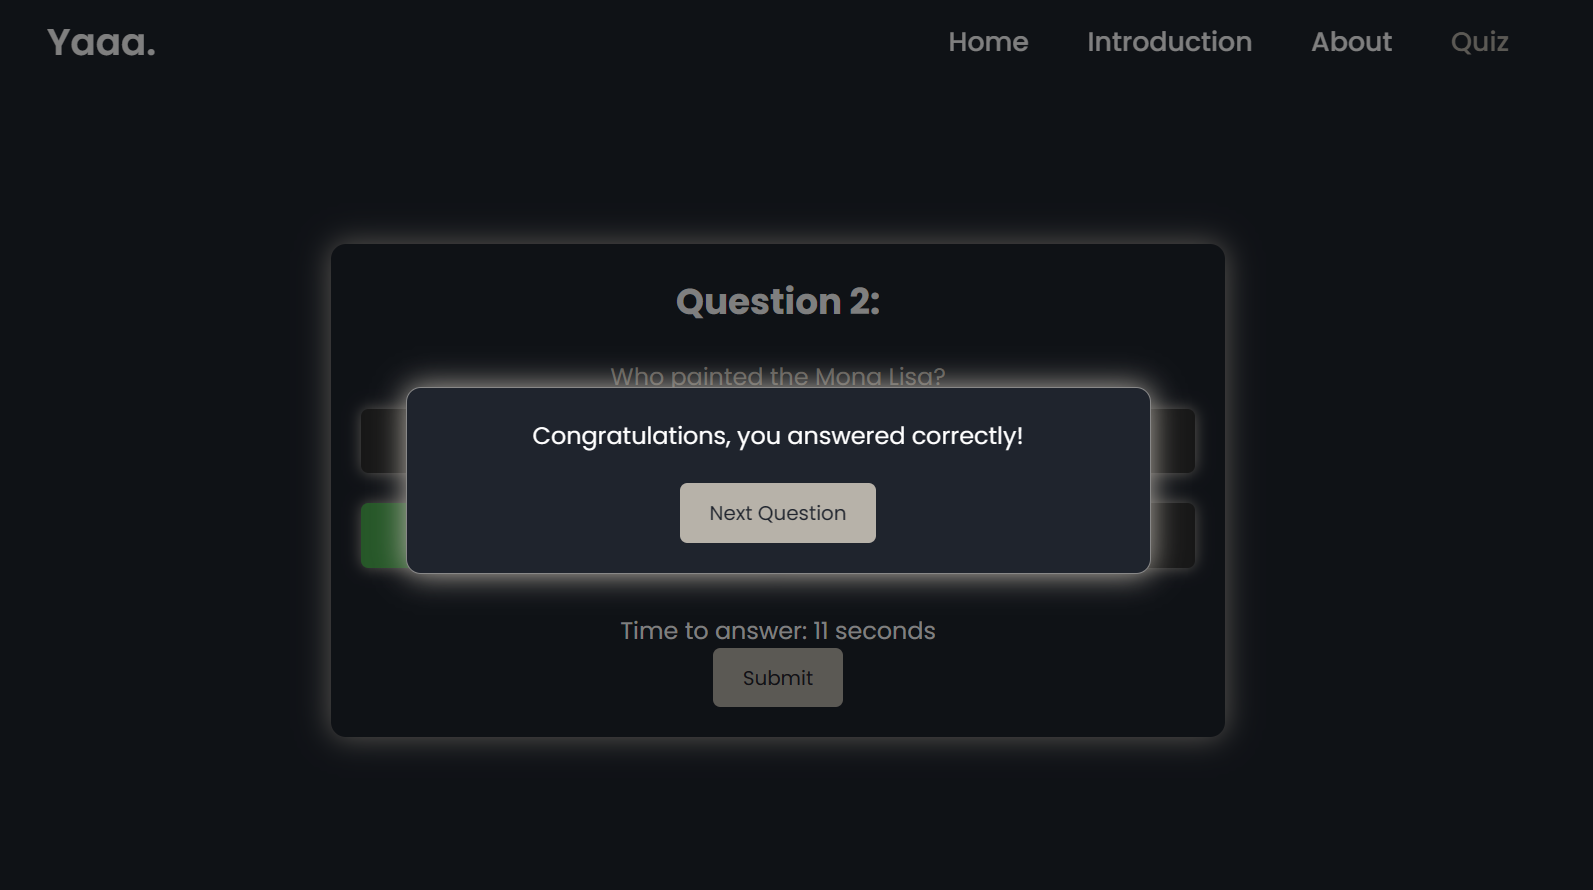 Yaaa.
Home
Introduction
About
Quiz
Question 2:
Who painted the Mona Lisa?
Congratulations, you answered correctly!
Next Question
Time to answer: 11 seconds
Submit